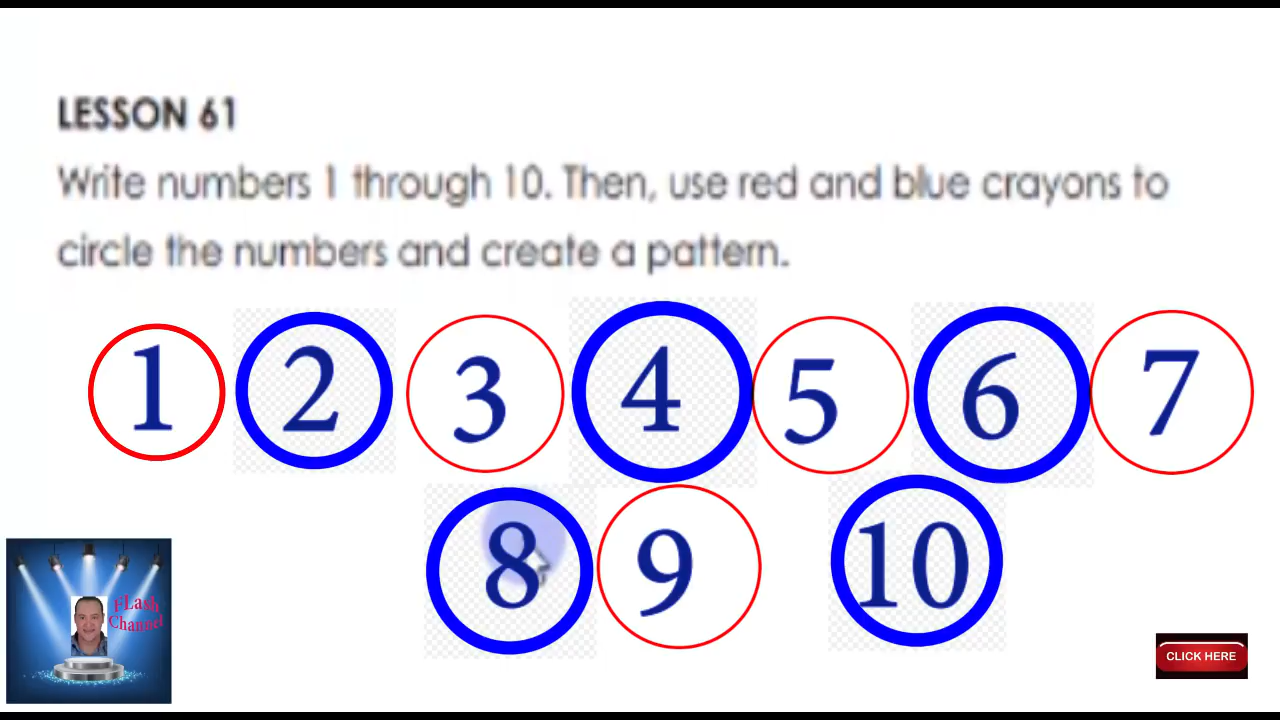 LESSON 61
Write numbers 1 through 10. Then, use red and blue crayons to
circle the numbers and create a pattern.
1 2 3 4 5 6 7
8 9 10
FLash
Channel
CLICK HERE